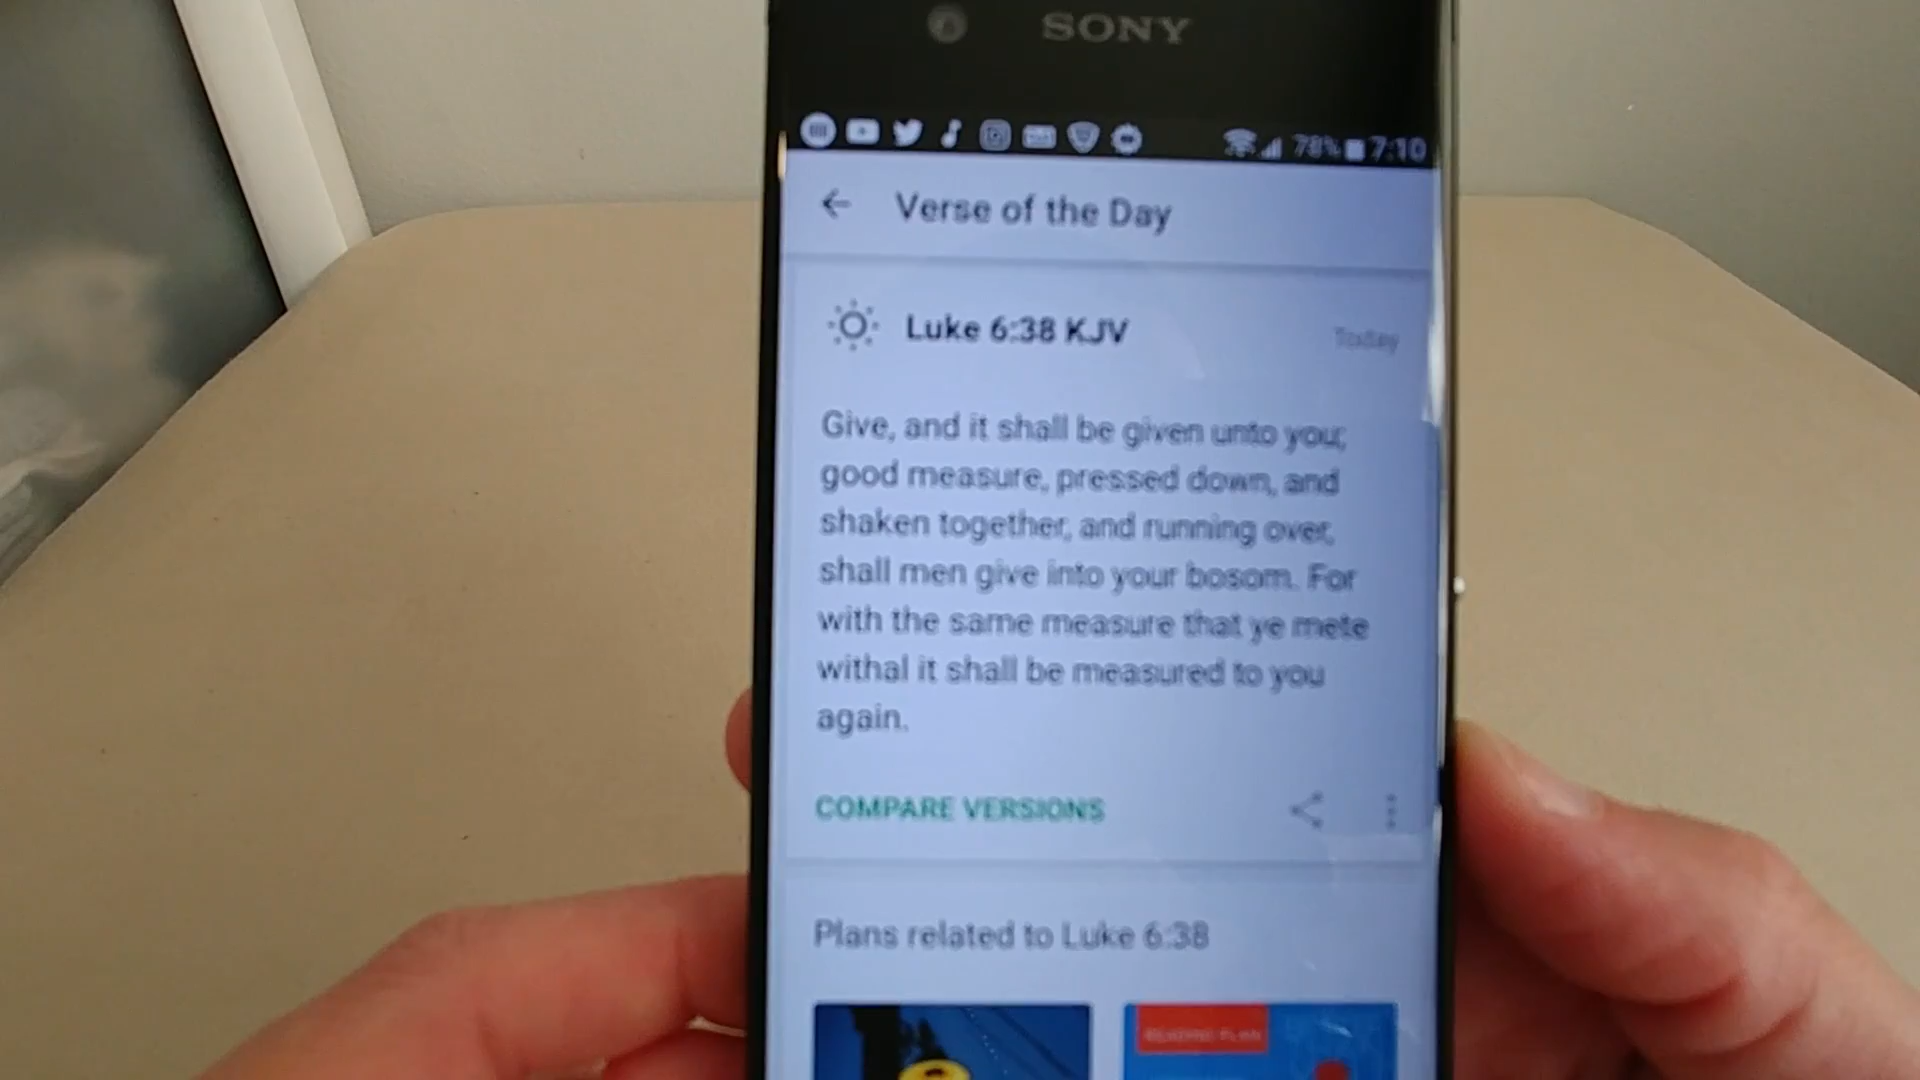 SONY
78% 7:10
Verse of the Day
Luke 6:38 KJV Today
Give, and it shall be given unto you;
good measure, pressed down, and
shaken together, and running over,
shall men give into your bosom. For
with the same measure that ye mete
withal it shall be measured to you
again.
COMPARE VERSIONS
Plans related to Luke 6:38
READING PLAN